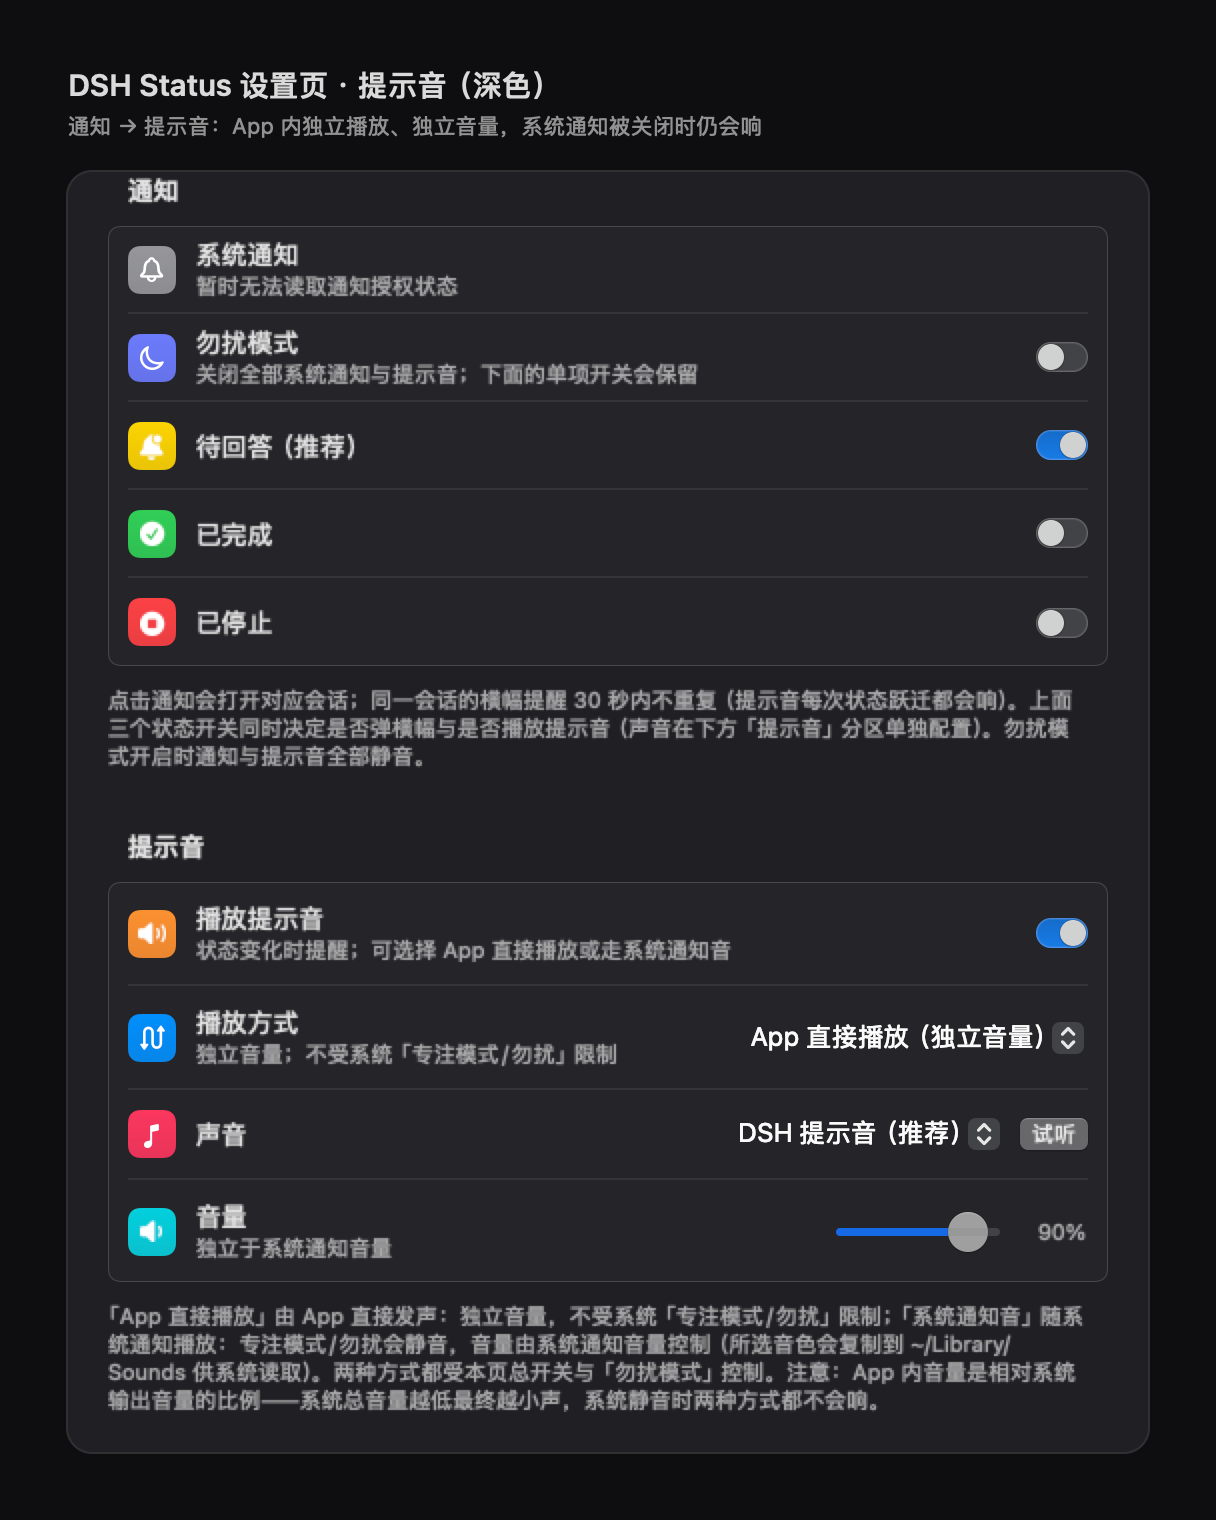 DSH Status 设置页 · 提示音（深色）
通知 → 提示音：App 内独立播放、独立音量，系统通知被关闭时仍会响
通知
系统通知
暂时无法读取通知授权状态
勿扰模式
关闭全部系统通知与提示音；下面的单项开关会保留
待回答（推荐）
已完成
已停止
点击通知会打开对应会话；同一会话的横幅提醒 30 秒内不重复（提示音每次状态跃迁都会响）。上面
三个状态开关同时决定是否弹横幅与是否播放提示音（声音在下方「提示音」分区单独配置）。勿扰模
式开启时通知与提示音全部静音。
提示音
播放提示音
状态变化时提醒；可选择 App 直接播放或走系统通知音
播放方式
独立音量；不受系统「专注模式/勿扰」限制
App 直接播放（独立音量）
声音
DSH 提示音（推荐）
试听
音量
独立于系统通知音量
90%
「App 直接播放」由 App 直接发声：独立音量，不受系统「专注模式/勿扰」限制；「系统通知音」随系
统通知播放：专注模式/勿扰会静音，音量由系统通知音量控制（所选音色会复制到 ~/Library/
Sounds 供系统读取）。两种方式都受本页总开关与「勿扰模式」控制。注意：App 内音量是相对系统
输出音量的比例——系统总音量越低最终越小声，系统静音时两种方式都不会响。